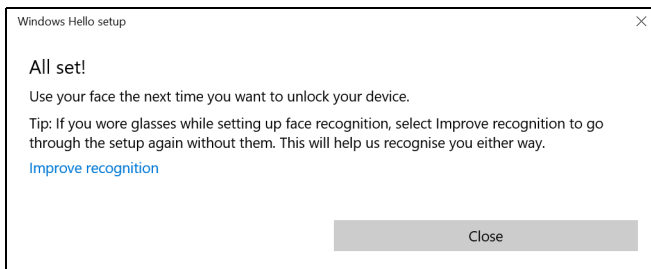 Windows Hello setup
All set!
Use your face the next time you want to unlock your device.
Tip: If you wore glasses while setting up face recognition, select Improve recognition to go
through the setup again without them. This will help us recognise you either way.
Improve recognition
Close